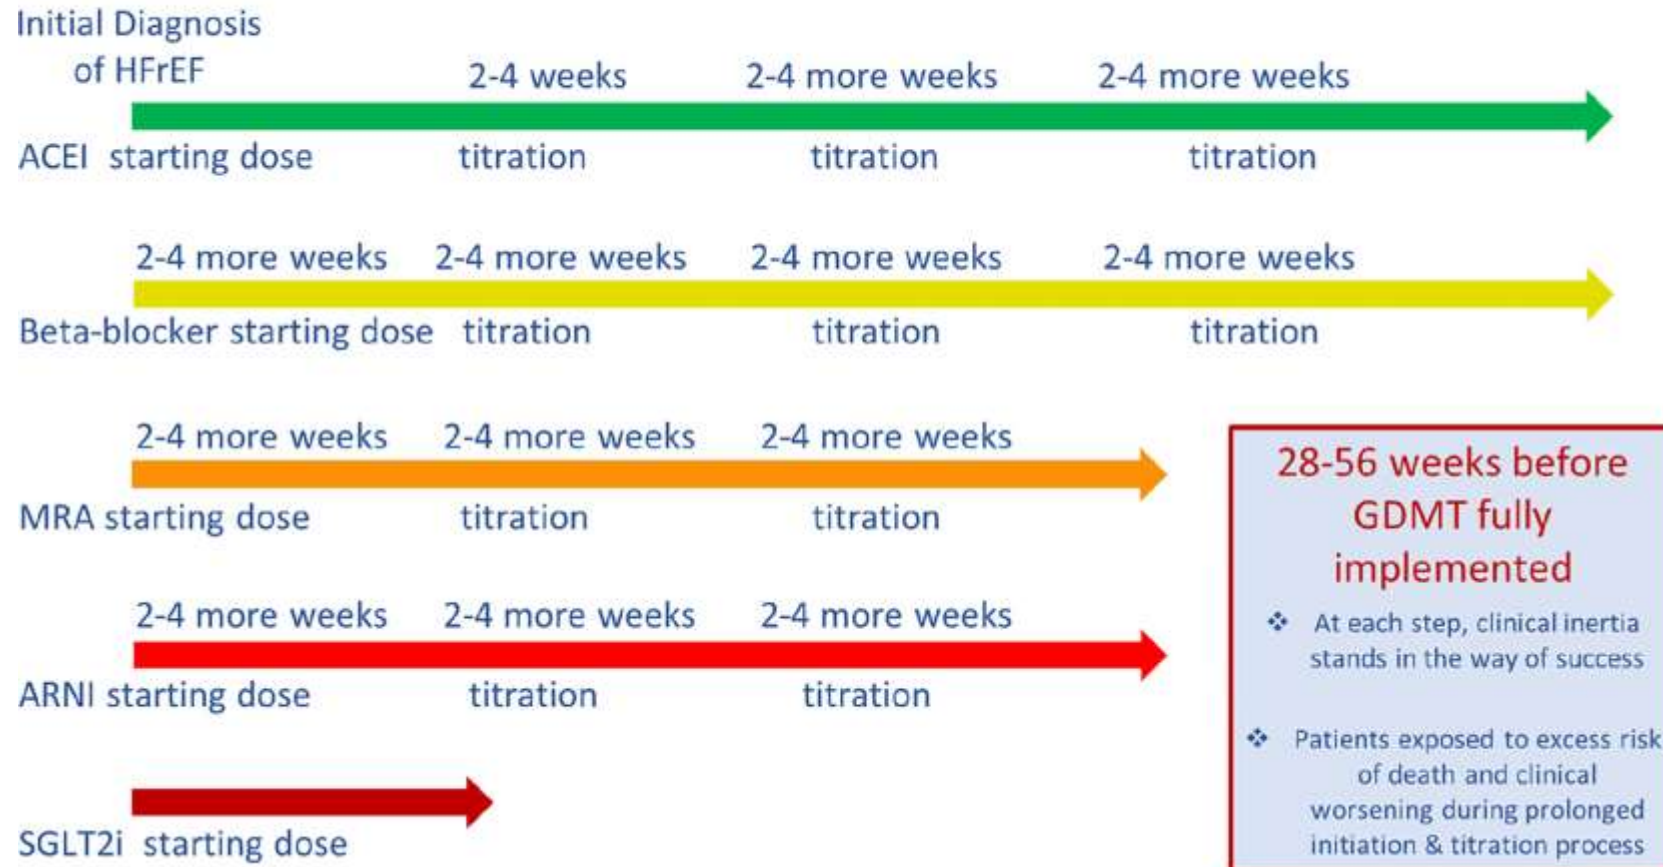 Initial Diagnosis
of HFrEF
2-4 weeks
2-4 more weeks
2-4 more weeks
ACEI starting dose
titration
titration
titration
2-4 more weeks
2-4 more weeks
2-4 more weeks
2-4 more weeks
Beta-blocker starting dose
titration
titration
titration
2-4 more weeks
2-4 more weeks
2-4 more weeks
MRA starting dose
titration
titration
2-4 more weeks
2-4 more weeks
2-4 more weeks
ARNI starting dose
titration
titration
SGLT2i starting dose
28-56 weeks before
GDMT fully
implemented
❖ At each step, clinical inertia
stands in the way of success
❖ Patients exposed to excess risk
of death and clinical
worsening during prolonged
initiation & titration process